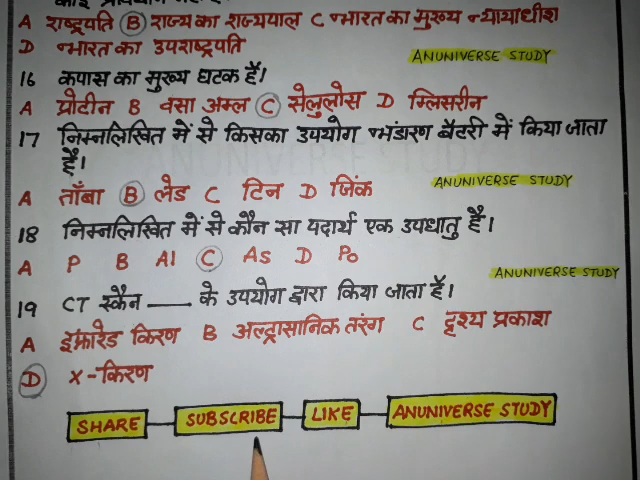 A राष्ट्रपति B राज्य का राज्यपाल C भारत का मुख्य न्यायाधीश
D भारत का उपराष्ट्रपति
ANUNIVERSE STUDY
16 कपास का मुख्य घटक है।
A प्रोटीन B वसा अम्ल C सेलुलोस D ग्लिसरीन
17 निम्नलिखित में से किसका उपयोग भंडारण बैटरी में किया जाता
है।
A ताँबा B लेड C टिन D जिंक
ANUNIVERSE STUDY
18 निम्नलिखित में से कौन सा पदार्थ एक उपधातु है।
A P B Al C As D Po
ANUNIVERSE STUDY
19 CT स्कैन ___ के उपयोग द्वारा किया जाता है।
A इंफ्रारेड किरण B अल्ट्रासानिक तरंग C दृश्य प्रकाश
D X-किरण
SHARE SUBSCRIBE LIKE ANUNIVERSE STUDY